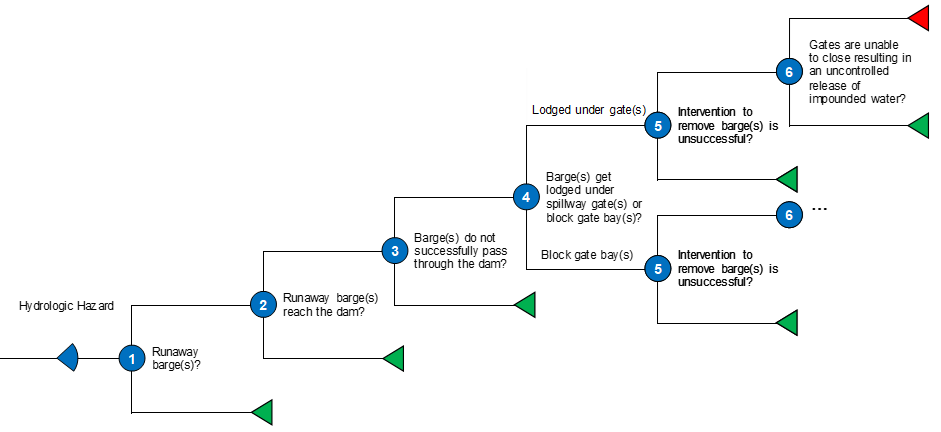 Gates are unable
to close resulting in
an uncontrolled
release of
impounded water?
6
Lodged under gate(s)
5
Intervention to
remove barge(s) is
unsuccessful?
Barge(s) get
lodged under
spillway gate(s) or
block gate bay(s)?
4
6
...
Barge(s) do not
successfully pass
through the dam?
3
Block gate bay(s)
5
Intervention to
remove barge(s) is
unsuccessful?
Runaway barge(s)
reach the dam?
2
Hydrologic Hazard
1
Runaway
barge(s)?